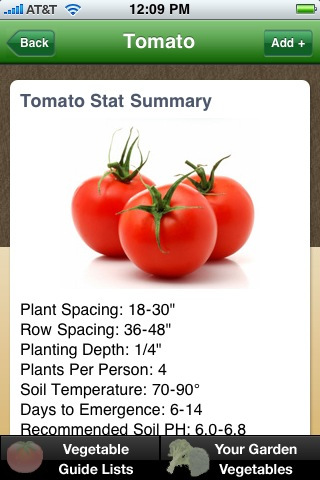 AT&T 12:09 PM
Back Tomato Add +
Tomato Stat Summary
Plant Spacing: 18-30"
Row Spacing: 36-48"
Planting Depth: 1/4"
Plants Per Person: 4
Soil Temperature: 70-90°
Days to Emergence: 6-14
Recommended Soil PH: 6.0-6.8
Vegetable
Guide Lists
Your Garden
Vegetables